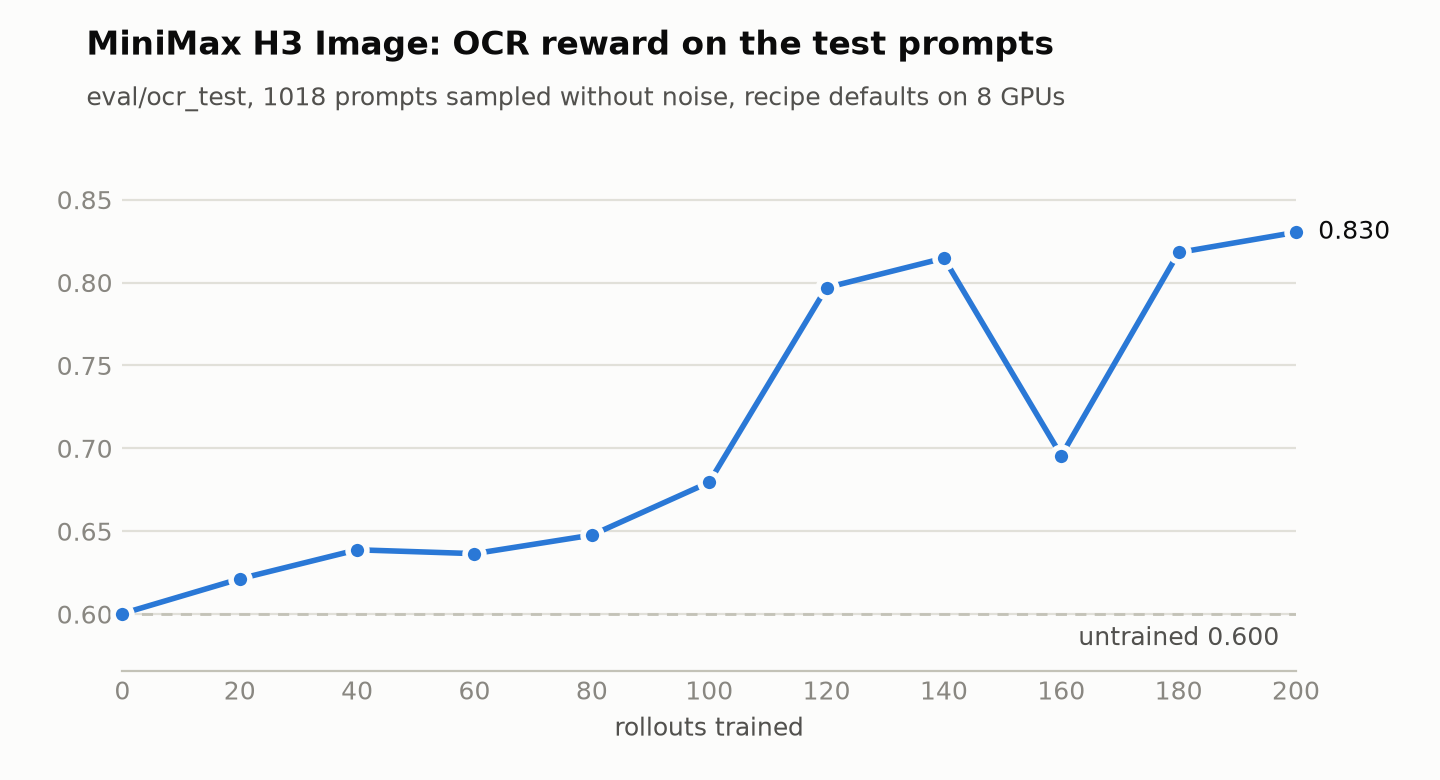 MiniMax H3 Image: OCR reward on the test prompts
eval/ocr_test, 1018 prompts sampled without noise, recipe defaults on 8 GPUs
0.85
0.830
0.80
0.75
0.70
0.65
0.60
untrained 0.600
0 20 40 60 80 100 120 140 160 180 200
rollouts trained